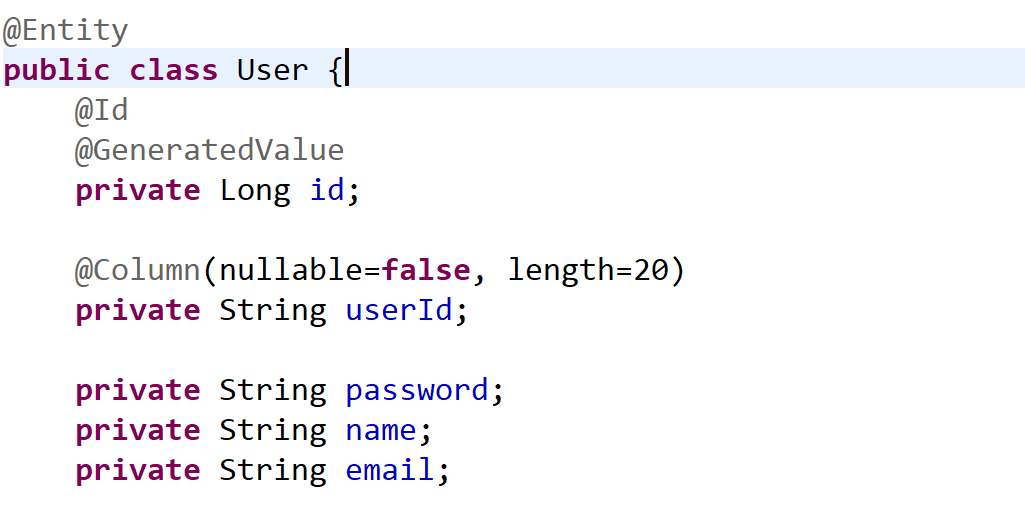 @Entity
public class User {
    @Id
    @GeneratedValue
    private Long id;

    @Column(nullable=false, length=20)
    private String userId;

    private String password;
    private String name;
    private String email;